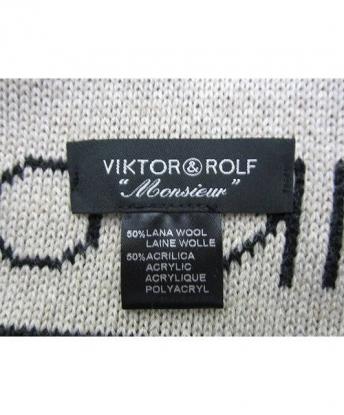 VIKTOR&ROLF
"Monsieur"
50%LANA WOOL
LAINE WOLLE
50%ACRILICA
ACRYLIC
ACRYLIQUE
POLYACRYL